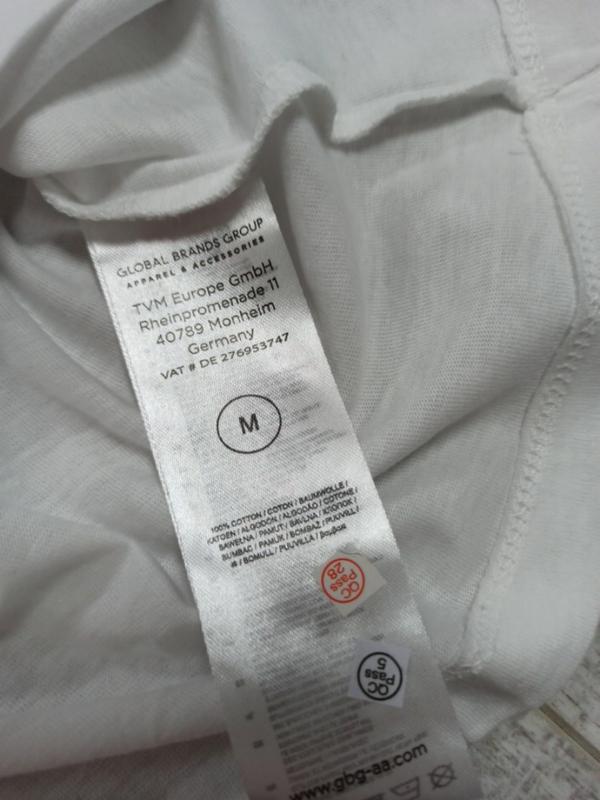 GLOBAL BRANDS GROUP
APPAREL & ACCESSORIES
TVM Europe GmbH
Rheinpromenade 11
40789 Monheim
Germany
VAT # DE 276953747
M
100% COTTON / COTON / BAUMWOLLE /
KATOEN / ALGODÓN / ALGODÃO / COTONE /
BAWEŁNA / PAMUT / BAVLNA / ХЛОПОК /
BUMBAC / PAMUK / BOMBAŽ / PUUVILL /
BOMULL / PUUVILLA /
QC
Pass
28
QC
Pass
5
www.gbg-aa.com